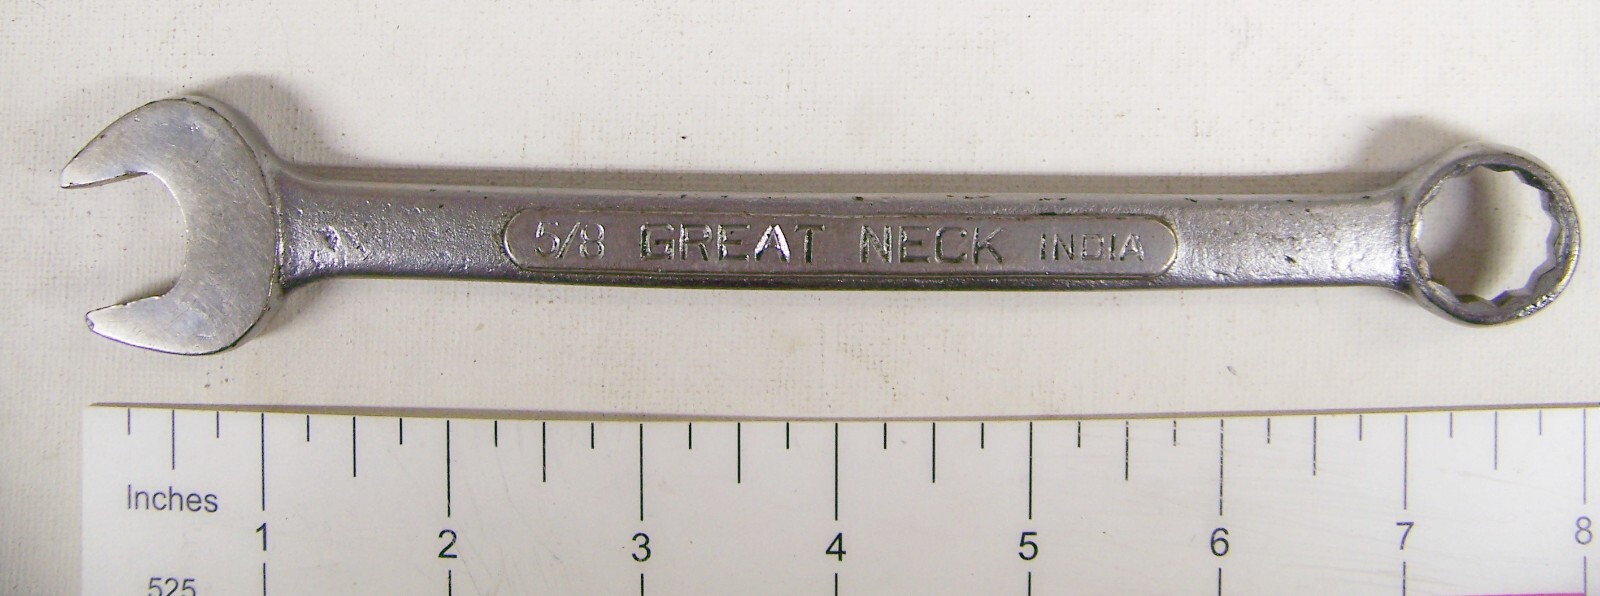 5/8 GREAT NECK INDIA
Inches
1 2 3 4 5 6 7 8
525